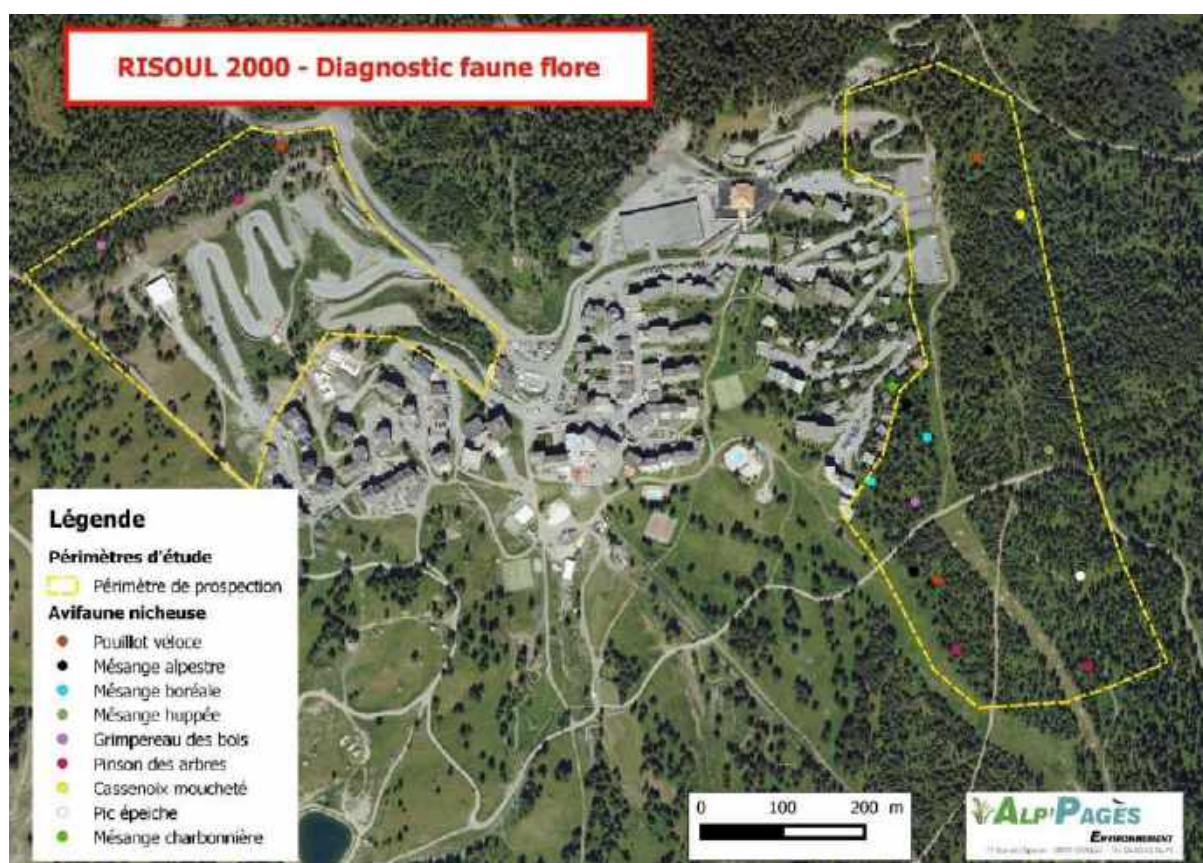 RISOUL 2000 - Diagnostic faune flore
Légende
Périmètres d'étude
Périmètre de prospection
Avifaune nicheuse
Pouillot véloce
Mésange alpestre
Mésange boréale
Mésange huppée
Grimpereau des bois
Pinson des arbres
Cassenoix moucheté
Pic épeiche
Mésange charbonnière
0 100 200 m
ALP'PAGÈS
ENVIRONNEMENT